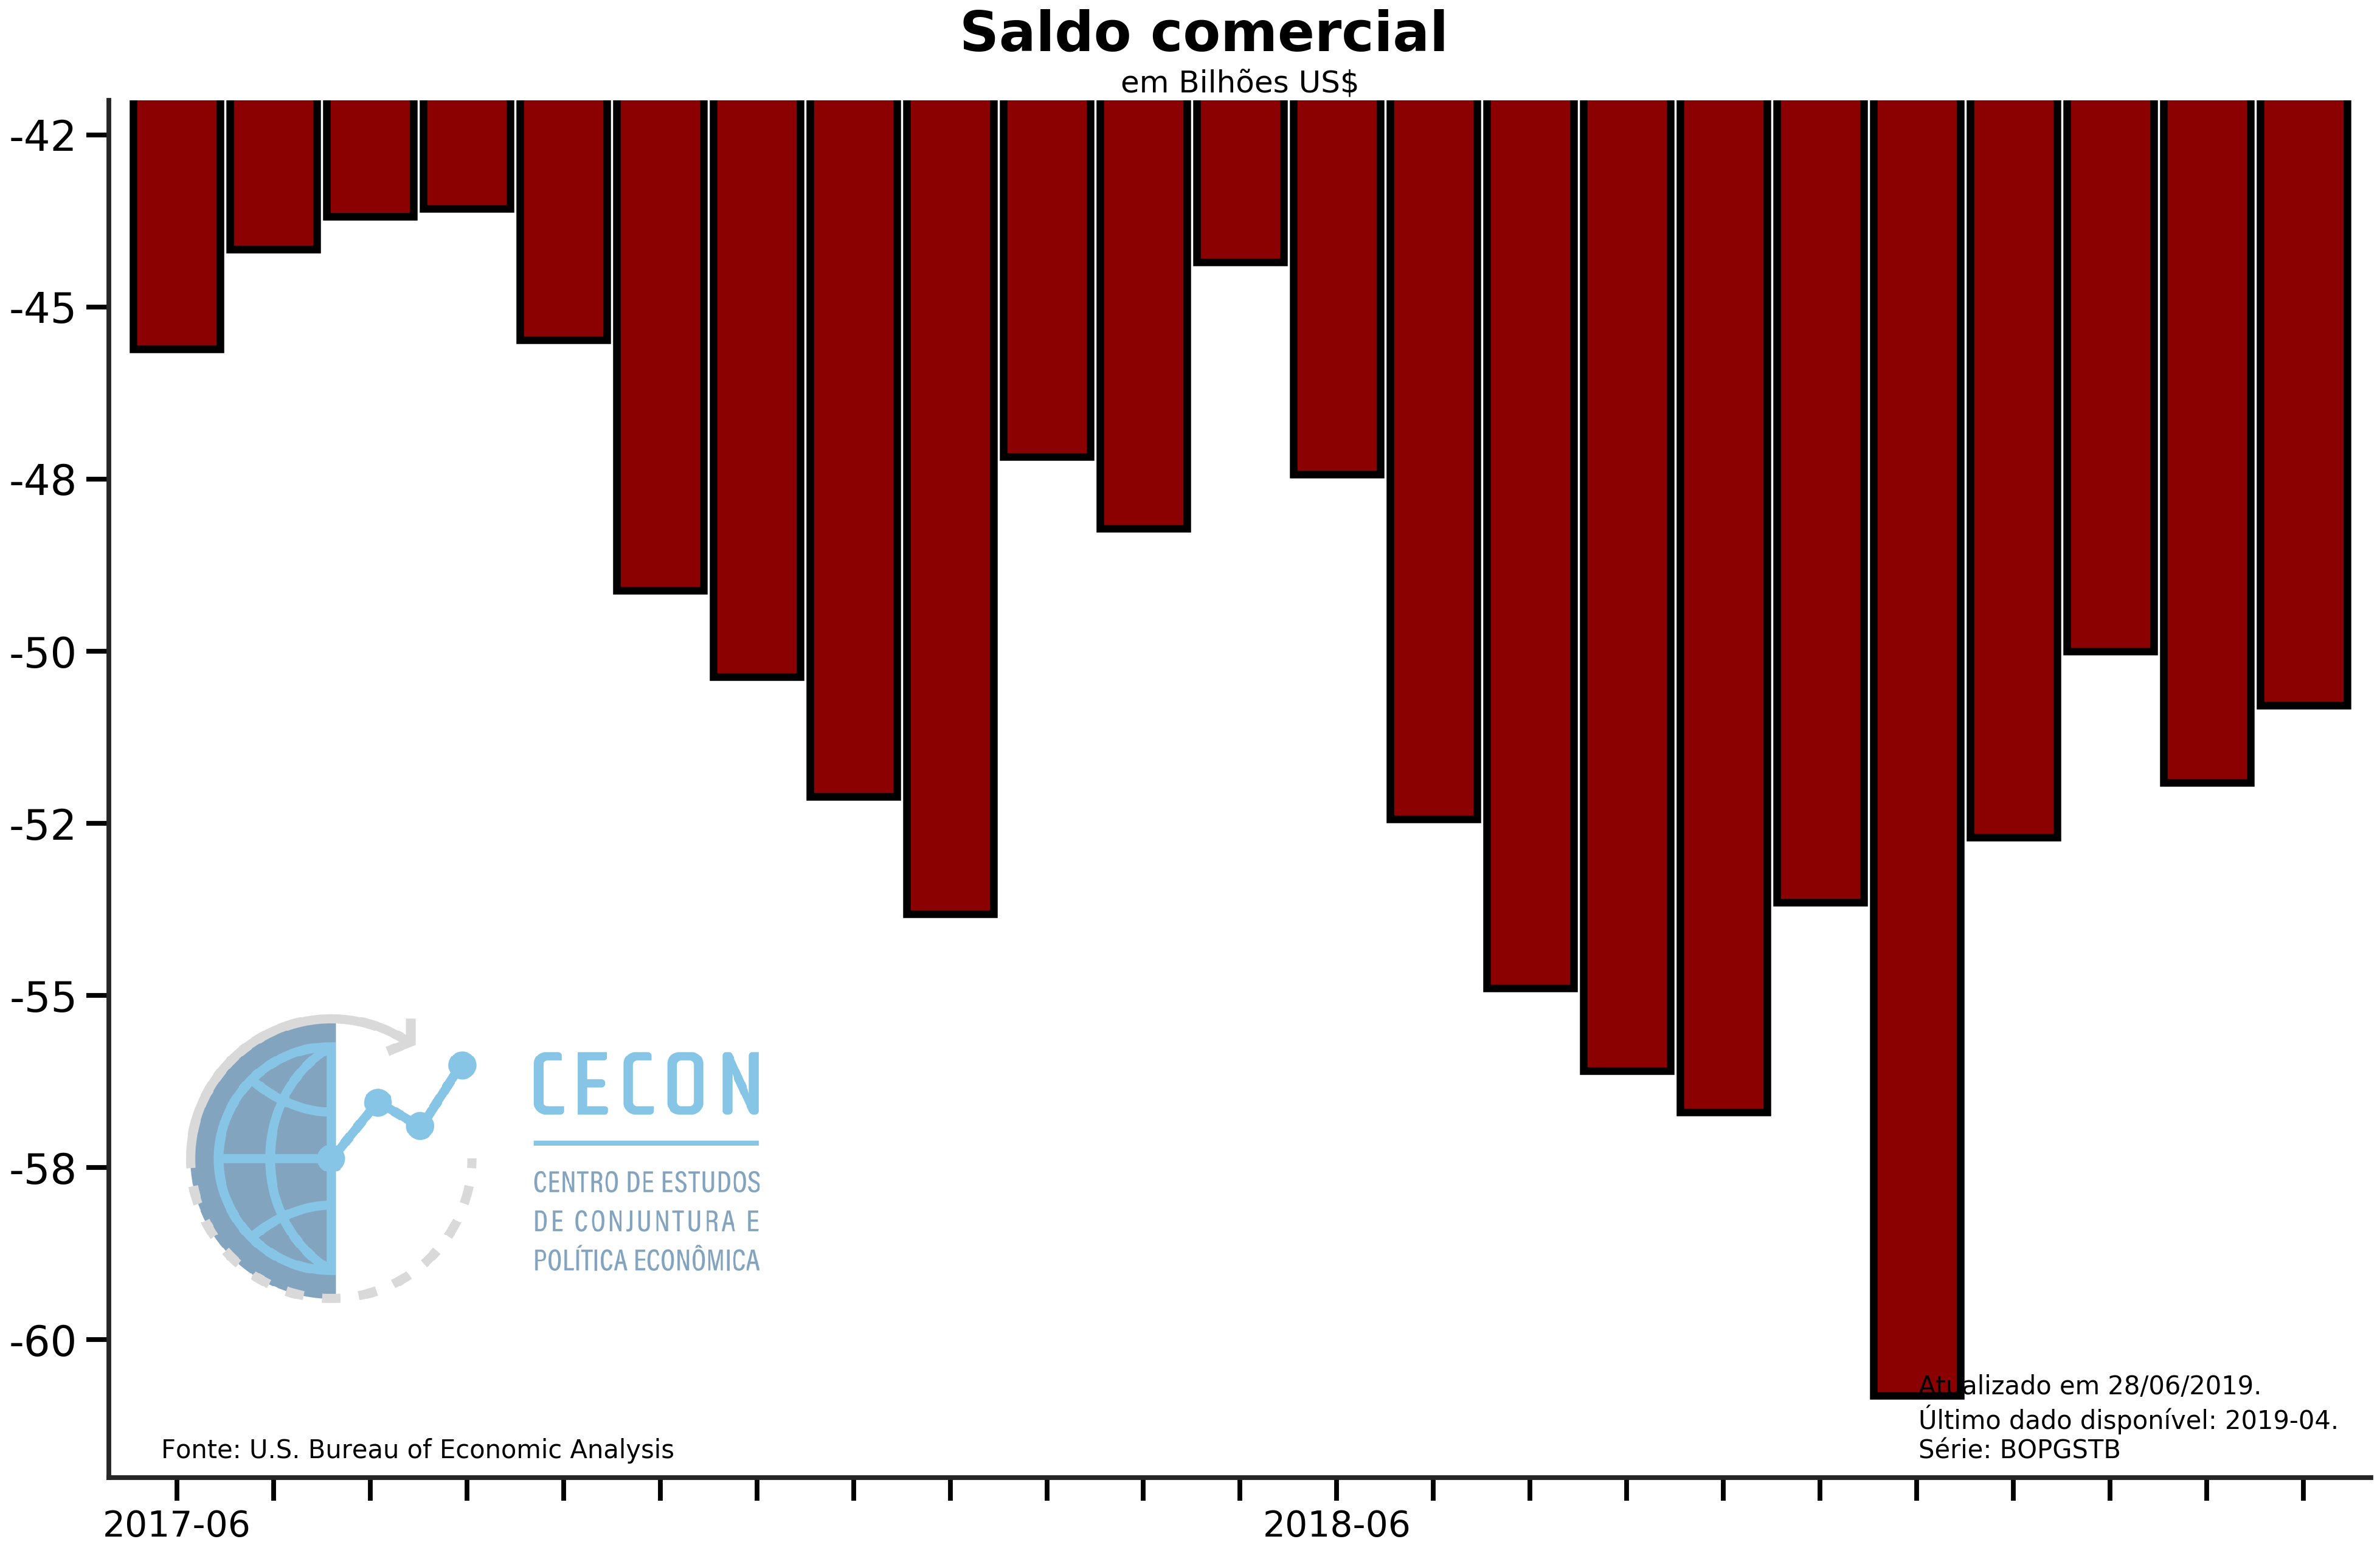 Saldo comercial
em Bilhões US$
-42
-45
-48
-50
-52
-55
-58
-60
CECON
CENTRO DE ESTUDOS
DE CONJUNTURA E
POLÍTICA ECONÔMICA
Atualizado em 28/06/2019.
Último dado disponível: 2019-04.
Fonte: U.S. Bureau of Economic Analysis
Série: BOPGSTB
2017-06
2018-06